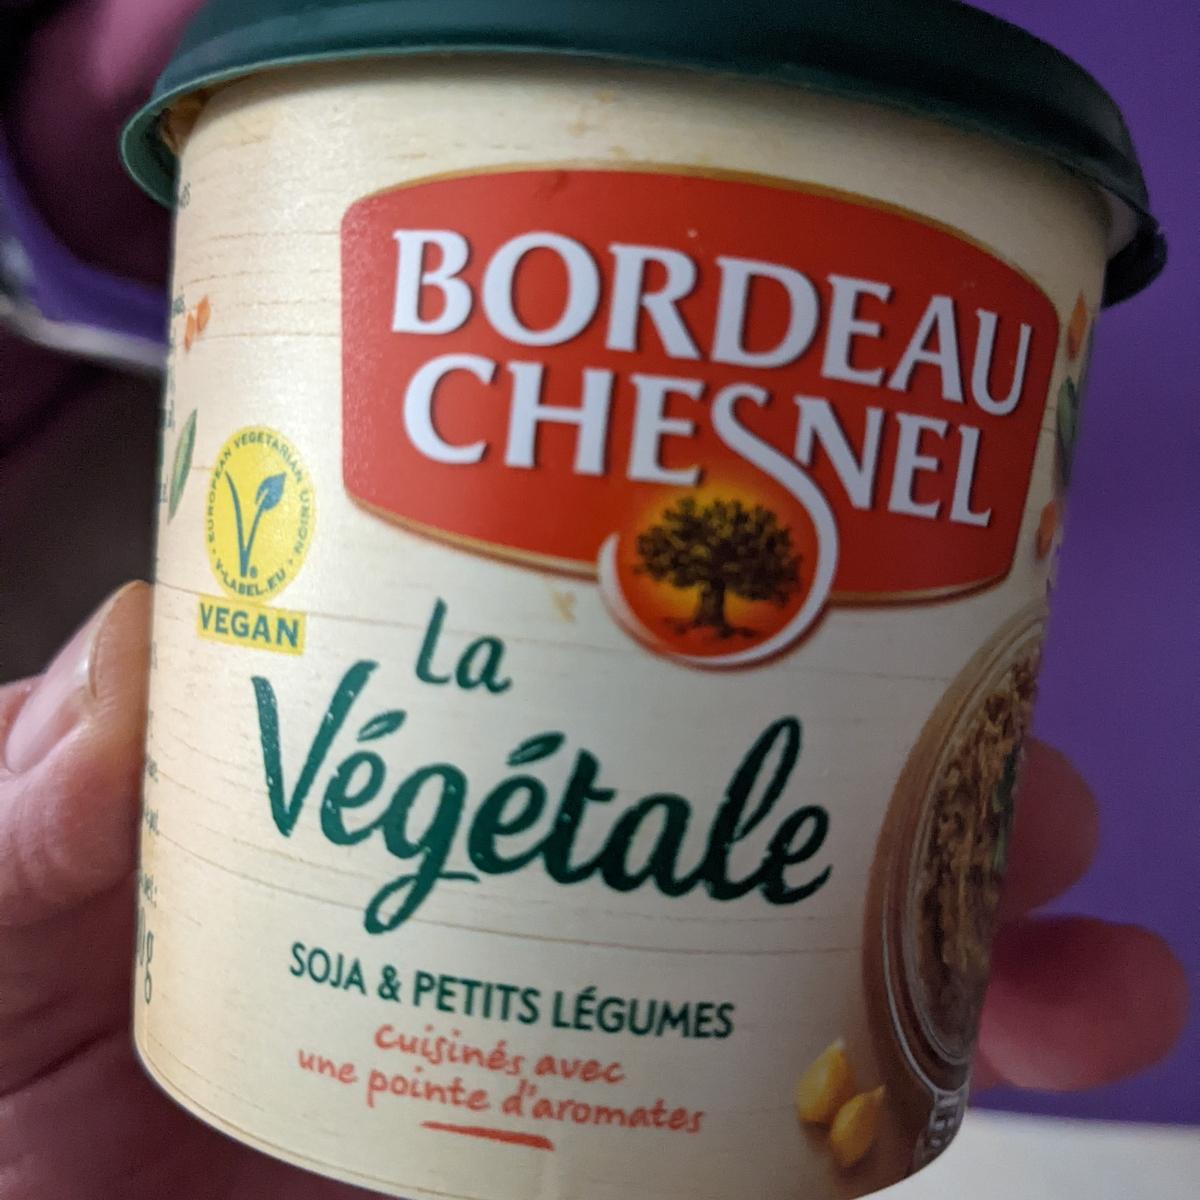 BORDEAU
CHESNEL
EUROPEAN VEGETARIAN UNION
V-LABEL.EU
VEGAN
La
Végétale
SOJA & PETITS LÉGUMES
Cuisinés avec
une pointe d'aromates